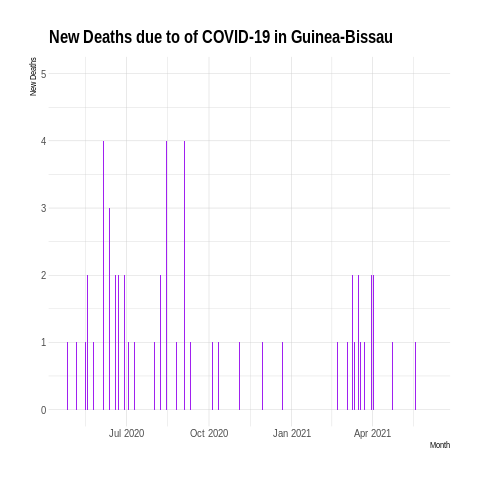 New Deaths due to of COVID-19 in Guinea-Bissau
New Deaths
5
4
3
2
1
0
Jul 2020 Oct 2020 Jan 2021 Apr 2021
Month